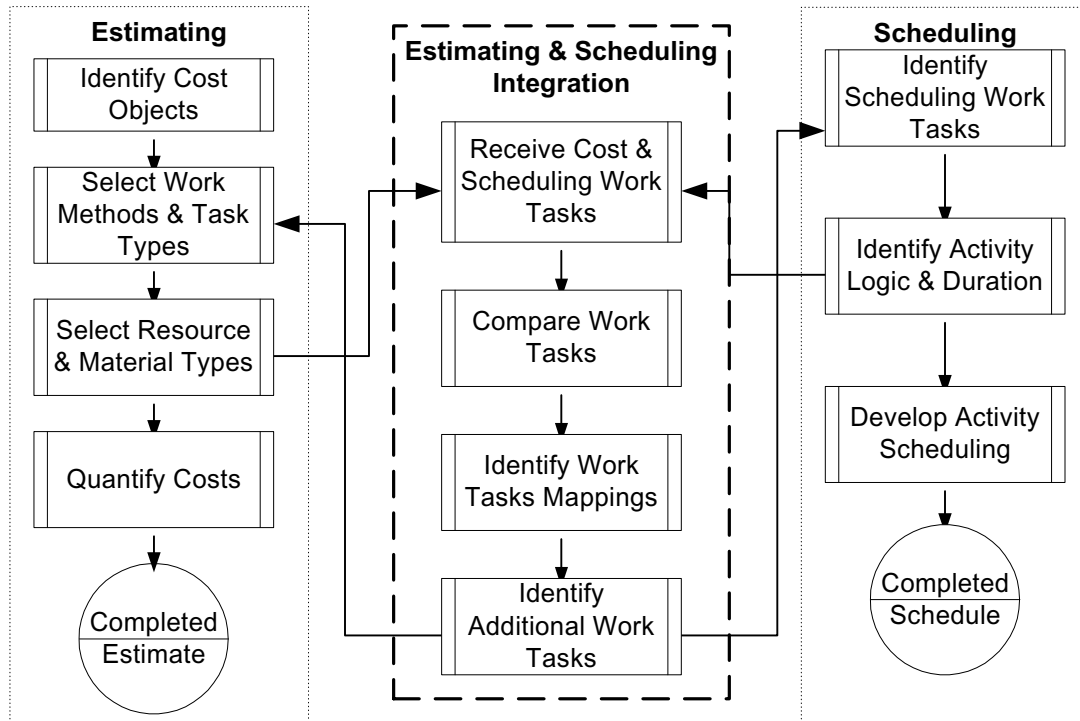 Estimating
Identify Cost
Objects
Select Work
Methods & Task
Types
Select Resource
& Material Types
Quantify Costs
Completed
Estimate
Estimating & Scheduling
Integration
Receive Cost &
Scheduling Work
Tasks
Compare Work
Tasks
Identify Work
Tasks Mappings
Identify
Additional Work
Tasks
Scheduling
Identify
Scheduling Work
Tasks
Identify Activity
Logic & Duration
Develop Activity
Scheduling
Completed
Schedule